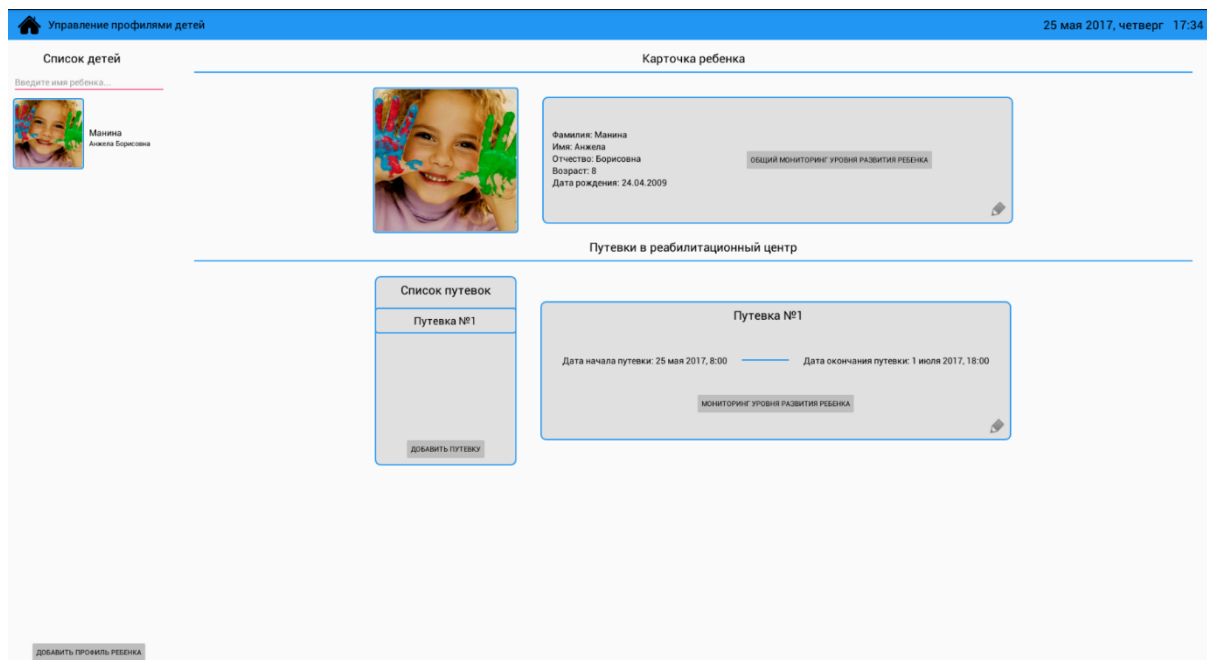 Управление профилями детей
25 мая 2017, четверг 17:34
Список детей
Введите имя ребенка...
Манина
Анжела Борисовна
ДОБАВИТЬ ПРОФИЛЬ РЕБЕНКА
Карточка ребенка
Фамилия: Манина
Имя: Анжела
Отчество: Борисовна
Возраст: 8
Дата рождения: 24.04.2009
ОБЩИЙ МОНИТОРИНГ УРОВНЯ РАЗВИТИЯ РЕБЕНКА
Путевки в реабилитационный центр
Список путевок
Путевка №1
ДОБАВИТЬ ПУТЕВКУ
Путевка №1
Дата начала путевки: 25 мая 2017, 8:00
Дата окончания путевки: 1 июля 2017, 18:00
МОНИТОРИНГ УРОВНЯ РАЗВИТИЯ РЕБЕНКА